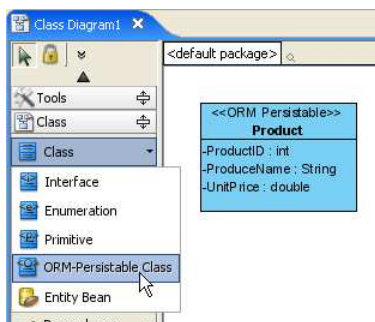 Class Diagram1
<default package>
Tools
Class
Class
Interface
Enumeration
Primitive
ORM-Persistable Class
Entity Bean
<<ORM Persistable>>
Product
-ProductID : int
-ProduceName : String
-UnitPrice : double